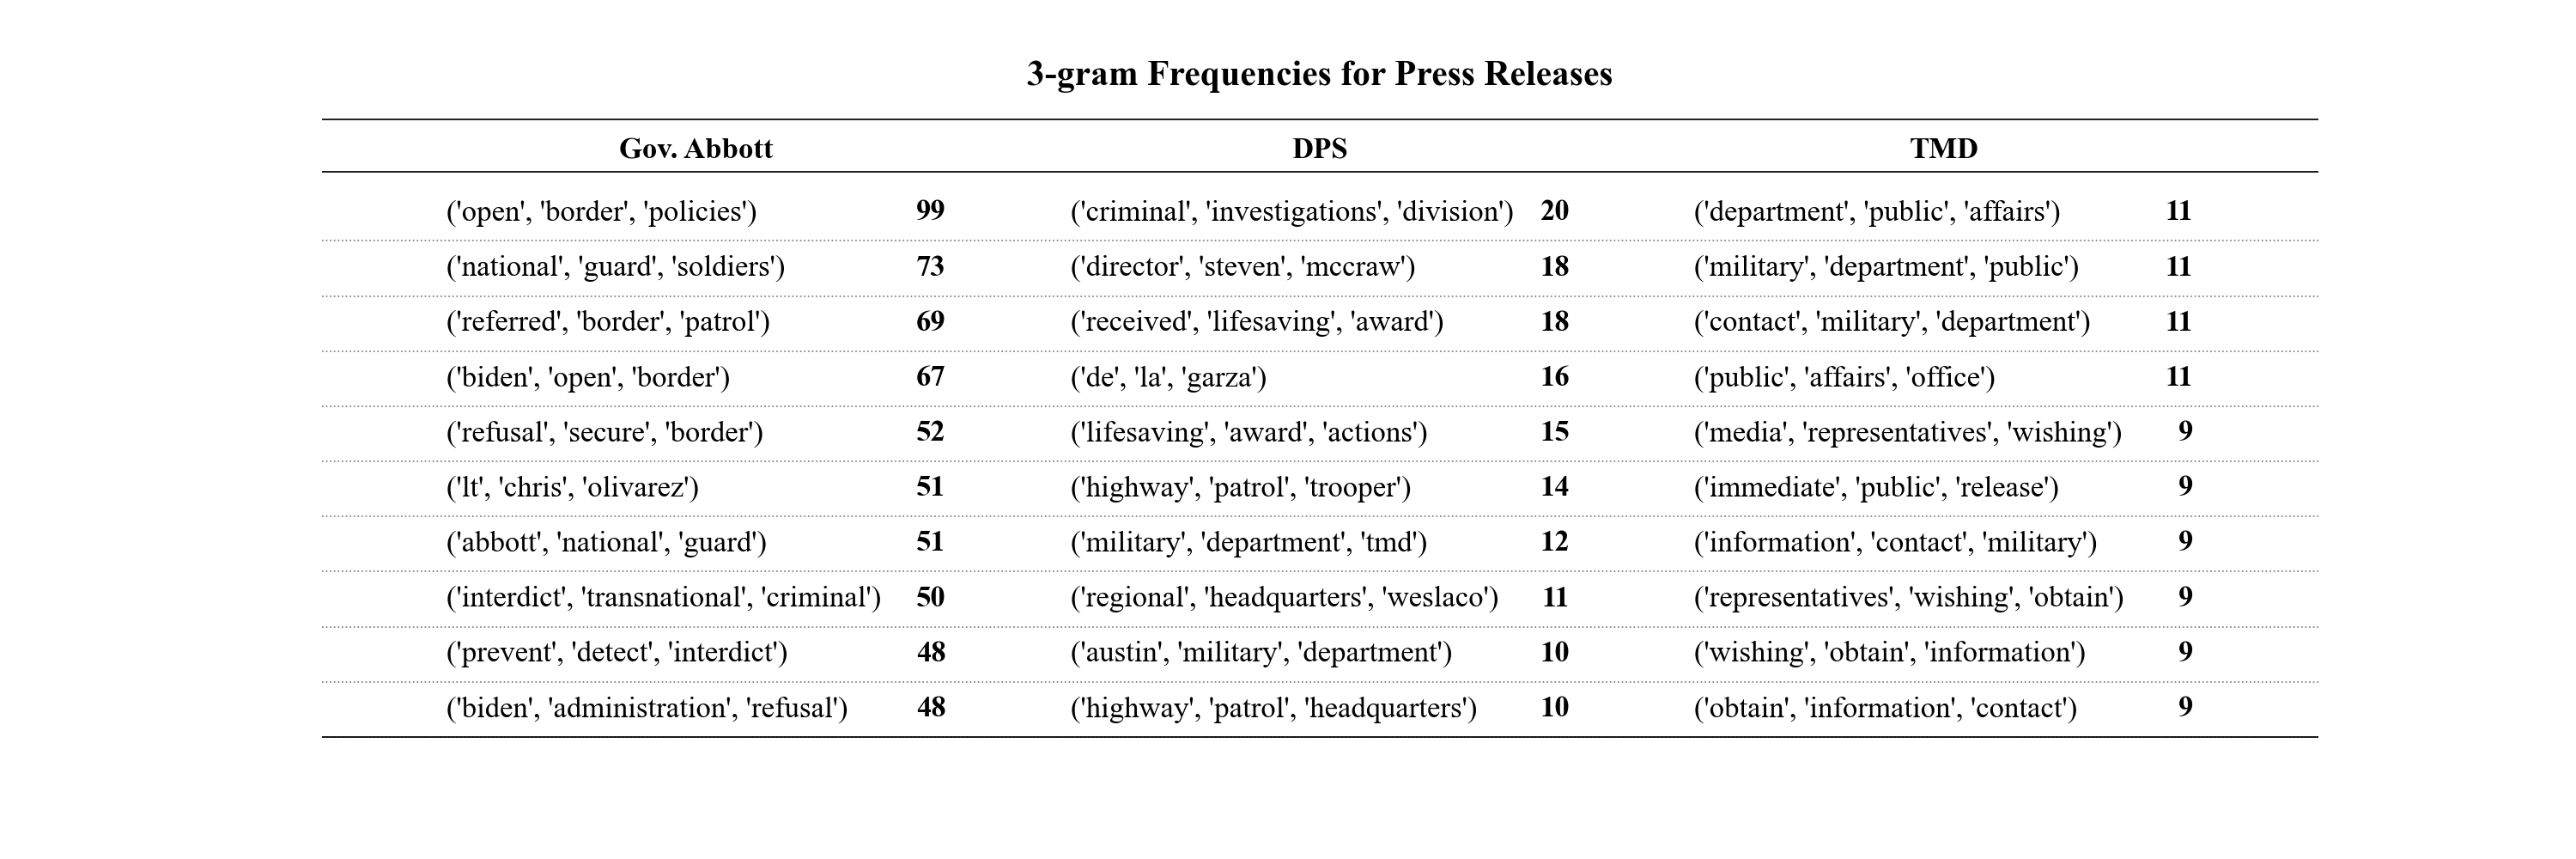 3-gram Frequencies for Press Releases
Gov. Abbott DPS TMD
('open', 'border', 'policies') 99 ('criminal', 'investigations', 'division') 20 ('department', 'public', 'affairs') 11
('national', 'guard', 'soldiers') 73 ('director', 'steven', 'mccraw') 18 ('military', 'department', 'public') 11
('referred', 'border', 'patrol') 69 ('received', 'lifesaving', 'award') 18 ('contact', 'military', 'department') 11
('biden', 'open', 'border') 67 ('de', 'la', 'garza') 16 ('public', 'affairs', 'office') 11
('refusal', 'secure', 'border') 52 ('lifesaving', 'award', 'actions') 15 ('media', 'representatives', 'wishing') 9
('lt', 'chris', 'olivarez') 51 ('highway', 'patrol', 'trooper') 14 ('immediate', 'public', 'release') 9
('abbott', 'national', 'guard') 51 ('military', 'department', 'tmd') 12 ('information', 'contact', 'military') 9
('interdict', 'transnational', 'criminal') 50 ('regional', 'headquarters', 'weslaco') 11 ('representatives', 'wishing', 'obtain') 9
('prevent', 'detect', 'interdict') 48 ('austin', 'military', 'department') 10 ('wishing', 'obtain', 'information') 9
('biden', 'administration', 'refusal') 48 ('highway', 'patrol', 'headquarters') 10 ('obtain', 'information', 'contact') 9